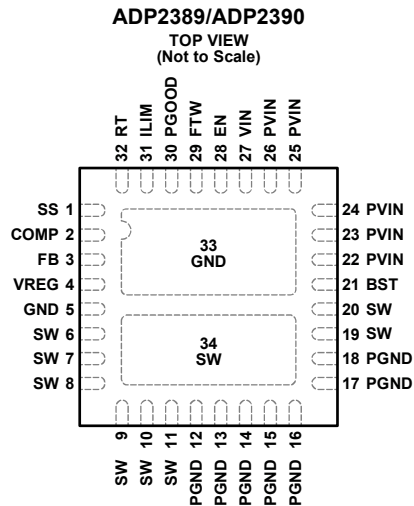 ADP2389/ADP2390
TOP VIEW
(Not to Scale)
32 RT
31 ILIM
30 PGOOD
29 FTW
28 EN
27 VIN
26 PVIN
25 PVIN
SS 1
COMP 2
FB 3
VREG 4
GND 5
SW 6
SW 7
SW 8
33
GND
34
SW
24 PVIN
23 PVIN
22 PVIN
21 BST
20 SW
19 SW
18 PGND
17 PGND
SW 9
SW 10
SW 11
PGND 12
PGND 13
PGND 14
PGND 15
PGND 16